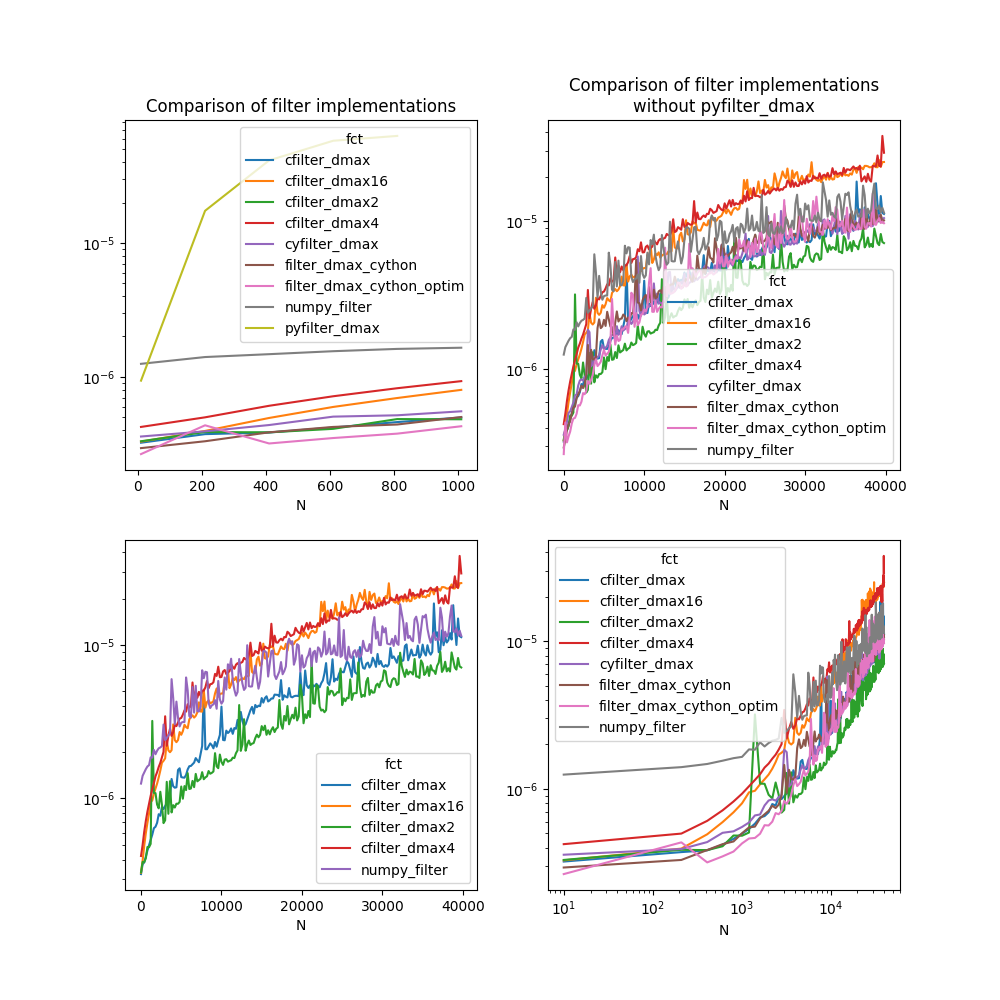 Comparison of filter implementations
fct
cfilter_dmax
cfilter_dmax16
cfilter_dmax2
cfilter_dmax4
cyfilter_dmax
filter_dmax_cython
filter_dmax_cython_optim
numpy_filter
pyfilter_dmax
10⁻⁵
10⁻⁶
0 200 400 600 800 1000
N
Comparison of filter implementations
without pyfilter_dmax
10⁻⁵
10⁻⁶
fct
cfilter_dmax
cfilter_dmax16
cfilter_dmax2
cfilter_dmax4
cyfilter_dmax
filter_dmax_cython
filter_dmax_cython_optim
numpy_filter
0 10000 20000 30000 40000
N
10⁻⁵
10⁻⁶
fct
cfilter_dmax
cfilter_dmax16
cfilter_dmax2
cfilter_dmax4
numpy_filter
0 10000 20000 30000 40000
N
fct
cfilter_dmax
cfilter_dmax16
cfilter_dmax2
cfilter_dmax4
cyfilter_dmax
filter_dmax_cython
filter_dmax_cython_optim
numpy_filter
10⁻⁵
10⁻⁶
10¹ 10² 10³ 10⁴
N